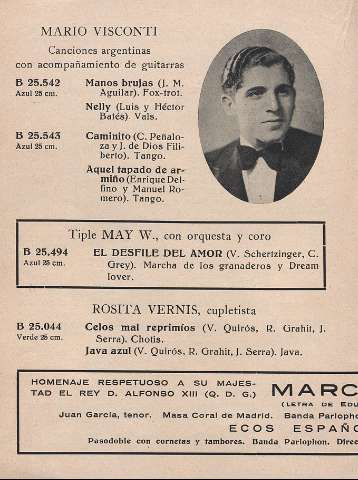 MARIO VISCONTI
Canciones argentinas
con acompañamiento de guitarras
B 25.542
Azul 25 cm.
Manos brujas (J. M.
Aguilar). Fox-trot.
Nelly (Luis y Héctor
Batés). Vals.
B 25.543
Azul 25 cm.
Caminito (C. Peñalo-
za y J. de Dios Fili-
berto). Tango.
Aquel tapado de ar-
miño (Enrique Del-
fino y Manuel Ro-
mero). Tango.
Tiple MAY W., con orquesta y coro
B 25.494
Azul 25 cm.
EL DESFILE DEL AMOR (V. Schertzinger, C.
Grey). Marcha de los granaderos y Dream
lover.
ROSITA VERNIS, cupletista
B 25.044
Verde 25 cm.
Celos mal reprimíos (V. Quirós, R. Grahit, J.
Serra). Chotis.
Java azul (V. Quirós, R. Grahit, J. Serra). Java.
HOMENAJE RESPETUOSO A SU MAJES-
TAD EL REY D. ALFONSO XIII (Q. D. G.)
MARC
(LETRA DE EDU
Juan García, tenor. Masa Coral de Madrid. Banda Parlopho
ECOS ESPAÑO
Pasodoble con cornetas y tambores. Banda Parlophon. Direc